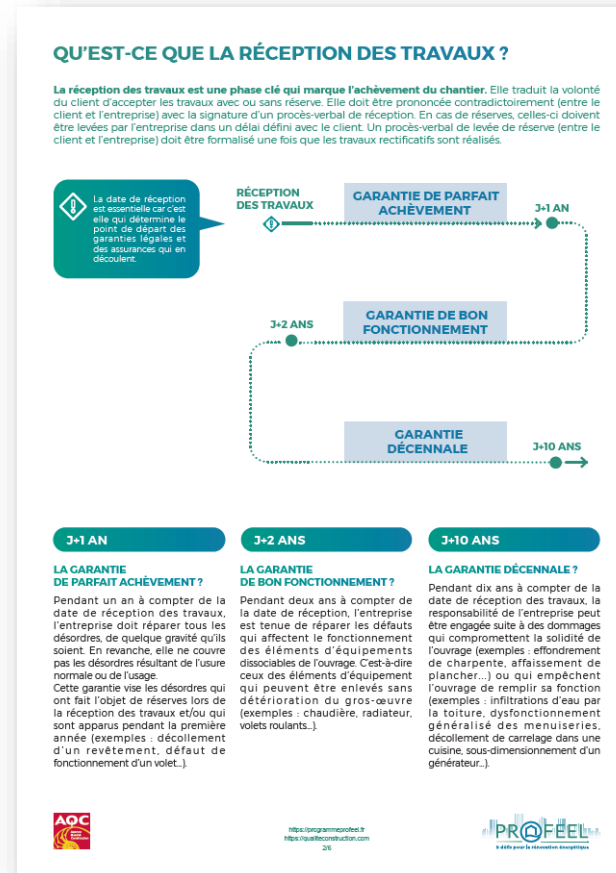 QU'EST-CE QUE LA RÉCEPTION DES TRAVAUX ?
La réception des travaux est une phase clé qui marque l'achèvement du chantier. Elle traduit la volonté
du client d'accepter les travaux avec ou sans réserve. Elle doit être prononcée contradictoirement (entre le
client et l'entreprise) avec la signature d'un procès-verbal de réception. En cas de réserves, celles-ci doivent
être levées par l'entreprise dans un délai défini avec le client. Un procès-verbal de levée de réserve (entre le
client et l'entreprise) doit être formalisé une fois que les travaux rectificatifs sont réalisés.
La date de réception
est essentielle car c'est
elle qui détermine le
point de départ des
garanties légales et
des assurances qui en
découlent.
RÉCEPTION
DES TRAVAUX
GARANTIE DE PARFAIT
ACHÈVEMENT
J+1 AN
J+2 ANS
GARANTIE DE BON
FONCTIONNEMENT
GARANTIE
DÉCENNALE
J+10 ANS
J+1 AN
LA GARANTIE
DE PARFAIT ACHÈVEMENT ?
Pendant un an à compter de la
date de réception des travaux,
l'entreprise doit réparer tous les
désordres, de quelque gravité qu'ils
soient. En revanche, elle ne couvre
pas les désordres résultant de l'usure
normale ou de l'usage.
Cette garantie vise les désordres qui
ont fait l'objet de réserves lors de
la réception des travaux et/ou qui
sont apparus pendant la première
année (exemples : décollement
d'un revêtement, défaut de
fonctionnement d'un volet...).
J+2 ANS
LA GARANTIE
DE BON FONCTIONNEMENT ?
Pendant deux ans à compter de
la date de réception, l'entreprise
est tenue de réparer les défauts
qui affectent le fonctionnement
des éléments d'équipements
dissociables de l'ouvrage. C'est-à-dire
ceux des éléments d'équipement
qui peuvent être enlevés sans
détérioration du gros-œuvre
(exemples : chaudière, radiateur,
volets roulants...).
J+10 ANS
LA GARANTIE DÉCENNALE ?
Pendant dix ans à compter de la
date de réception des travaux, la
responsabilité de l'entreprise peut
être engagée suite à des dommages
qui compromettent la solidité de
l'ouvrage (exemples : effondrement
de charpente, affaissement de
plancher...) ou qui empêchent
l'ouvrage de remplir sa fonction
(exemples : infiltrations d'eau par
la toiture, dysfonctionnement
généralisé des menuiseries,
décollement de carrelage dans une
cuisine, sous-dimensionnement d'un
générateur...).
AQC
https://programmeprofeel.fr
https://qualiteconstruction.com
2/6
PROFEEL
à défis pour la rénovation énergétique